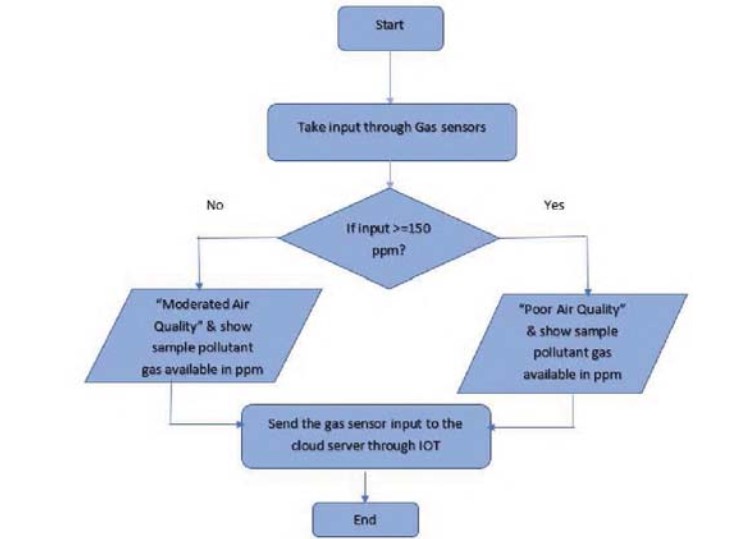 Start
Take input through Gas sensors
No
Yes
If input >=150
ppm?
"Moderated Air
Quality" & show
sample pollutant
gas available in ppm
"Poor Air Quality"
& show sample
pollutant gas
available in ppm
Send the gas sensor input to the
cloud server through IOT
End